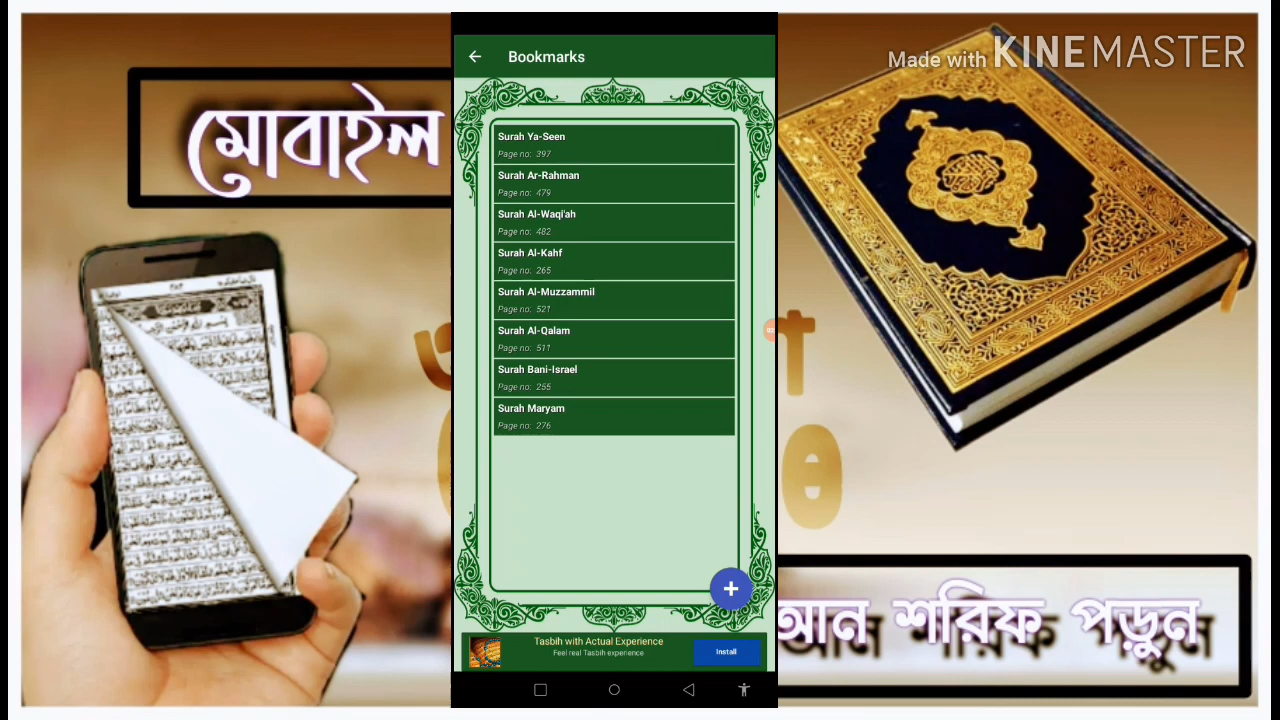 Made with KINEMASTER
মোবাইল
Bookmarks
Surah Ya-Seen
Page no: 397
Surah Ar-Rahman
Page no: 479
Surah Al-Waqi'ah
Page no: 482
Surah Al-Kahf
Page no: 265
Surah Al-Muzzammil
Page no: 521
Surah Al-Qalam
Page no: 511
Surah Bani-Israel
Page no: 255
Surah Maryam
Page no: 276
+
Tasbih with Actual Experience
Feel real Tasbih experience
Install
শরিফ পড়ুন